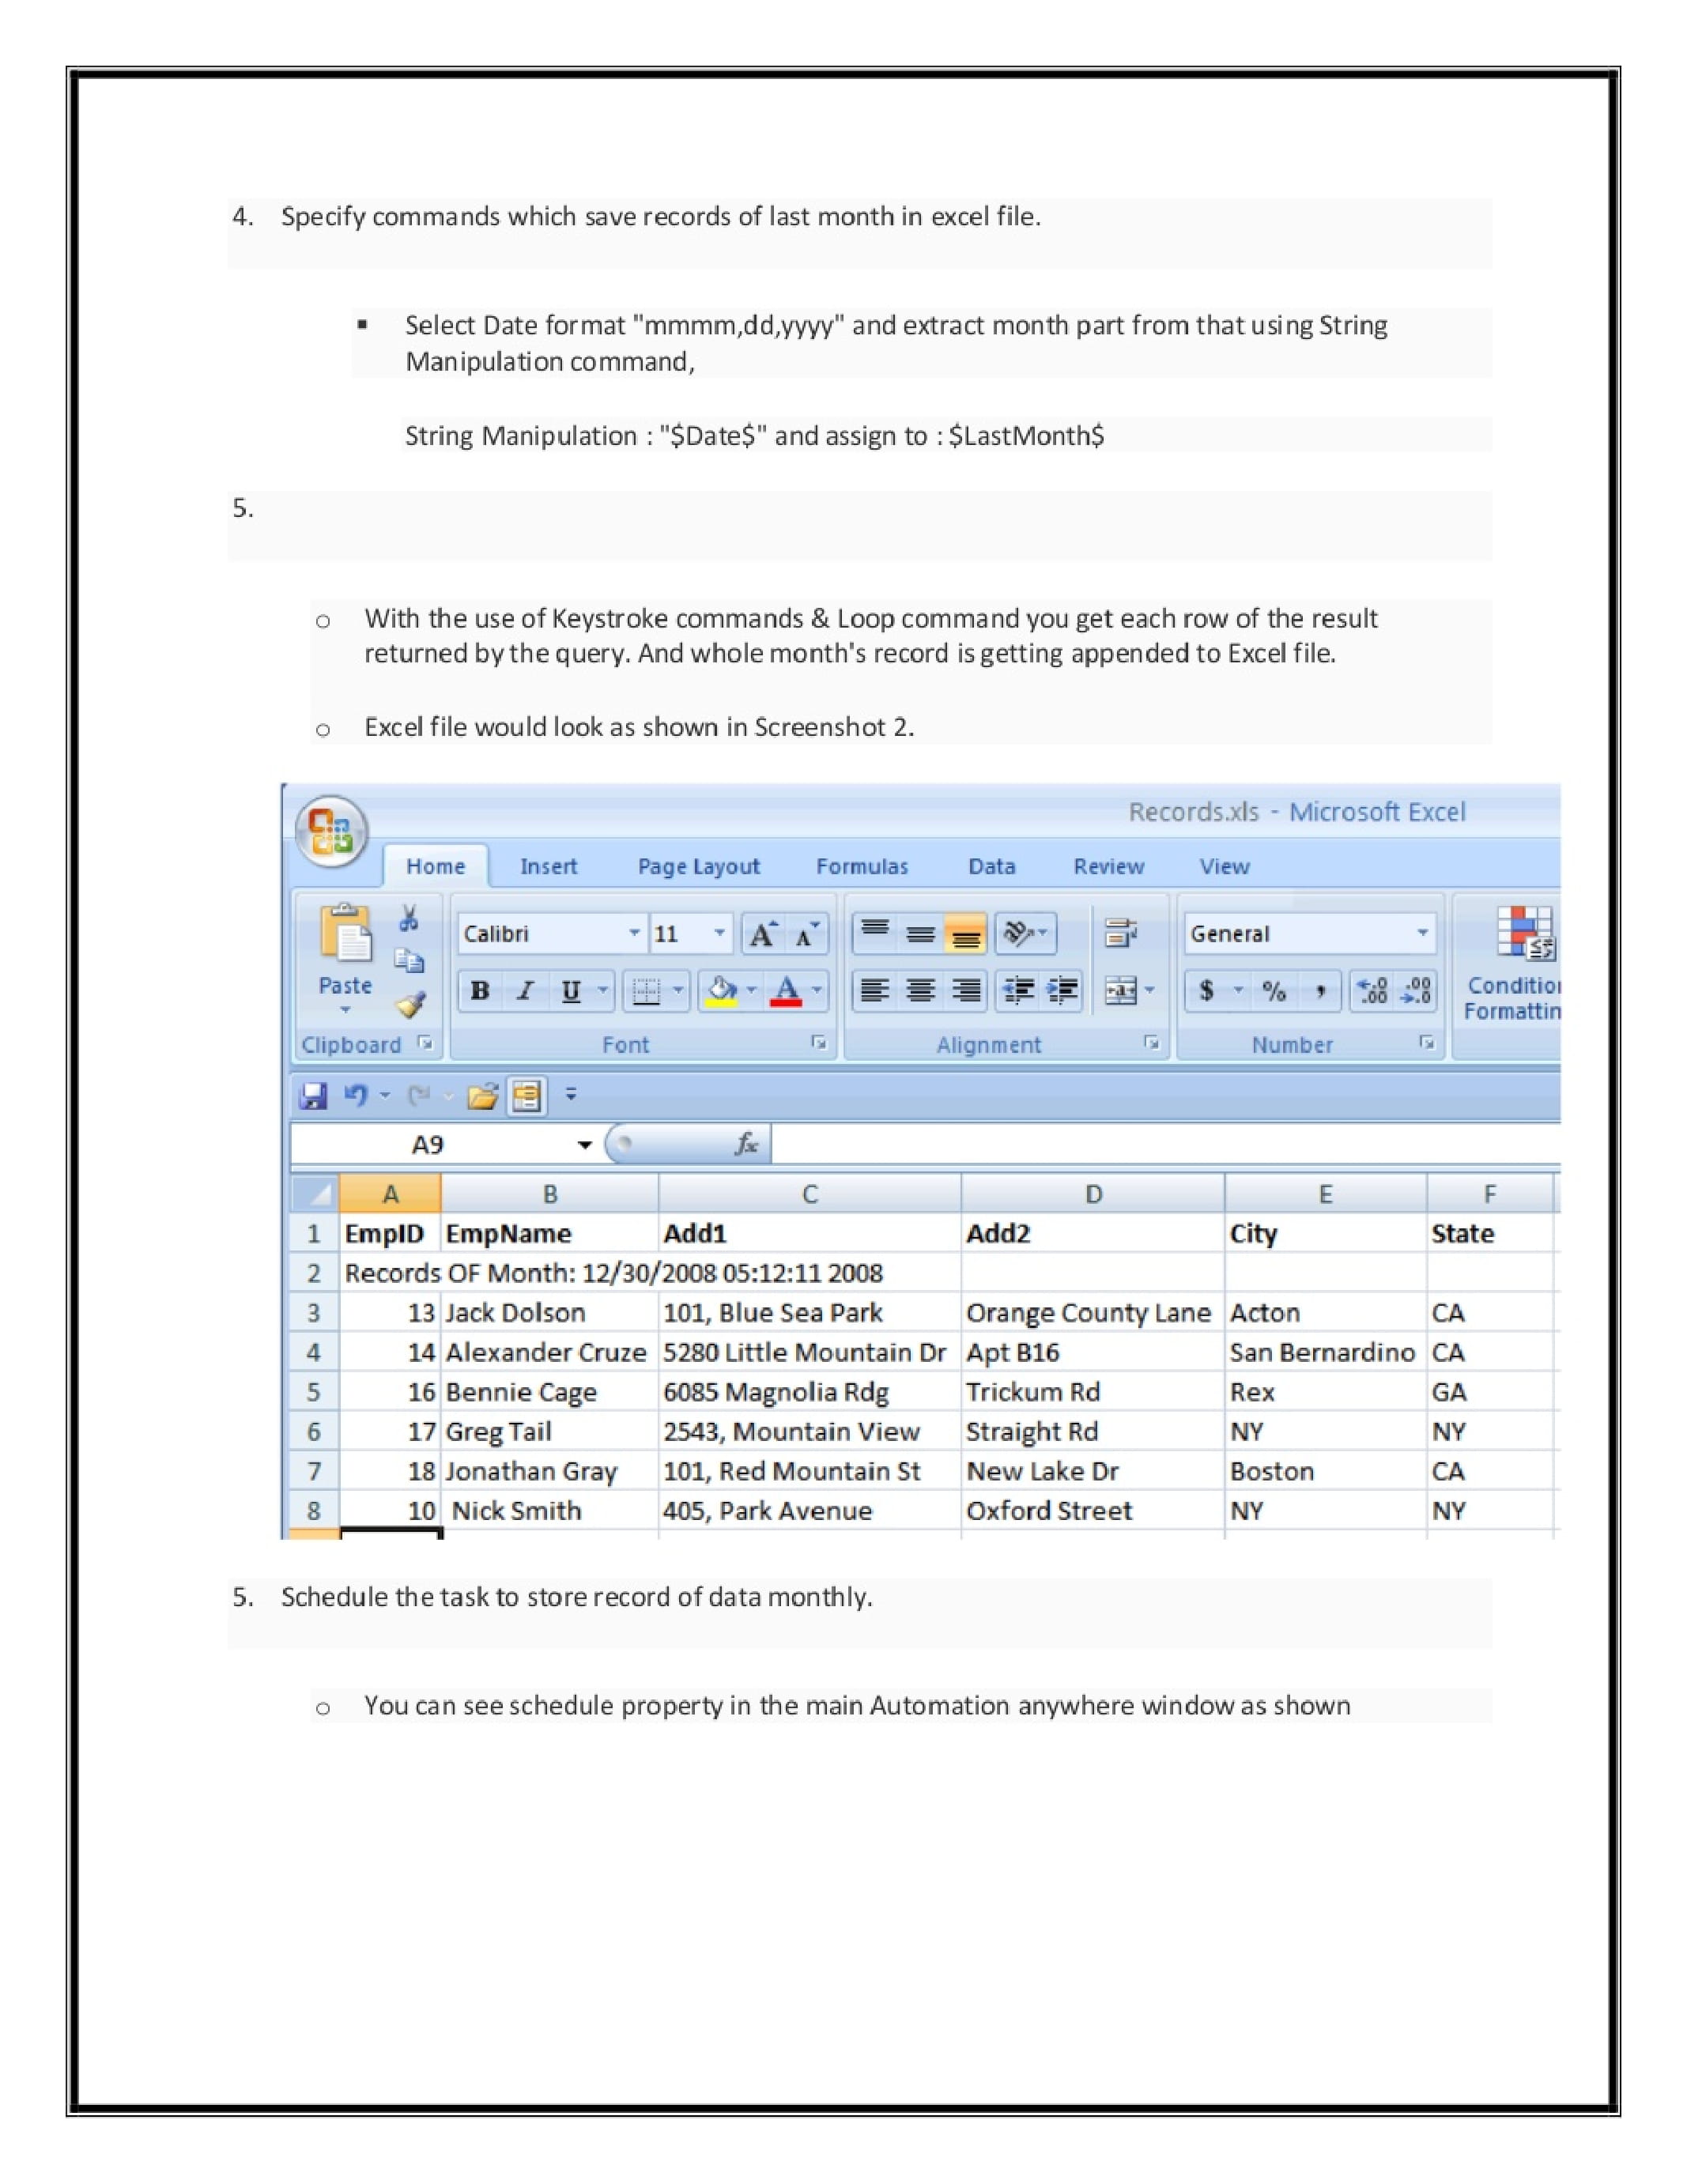 4. Specify commands which save records of last month in excel file.
▪ Select Date format "mmmm,dd,yyyy" and extract month part from that using String
Manipulation command,
String Manipulation : "$Date$" and assign to : $LastMonth$
5.
o With the use of Keystroke commands & Loop command you get each row of the result
returned by the query. And whole month's record is getting appended to Excel file.
o Excel file would look as shown in Screenshot 2.
Records.xls - Microsoft Excel
Home Insert Page Layout Formulas Data Review View
Calibri 11 A A General
Paste B I U A $ % , .0 .00 .00 .0 Condition
Formattin
Clipboard Font Alignment Number
A9 fx
A B C D E F
1 EmpID EmpName Add1 Add2 City State
2 Records OF Month: 12/30/2008 05:12:11 2008
3 13 Jack Dolson 101, Blue Sea Park Orange County Lane Acton CA
4 14 Alexander Cruze 5280 Little Mountain Dr Apt B16 San Bernardino CA
5 16 Bennie Cage 6085 Magnolia Rdg Trickum Rd Rex GA
6 17 Greg Tail 2543, Mountain View Straight Rd NY NY
7 18 Jonathan Gray 101, Red Mountain St New Lake Dr Boston CA
8 10 Nick Smith 405, Park Avenue Oxford Street NY NY
5. Schedule the task to store record of data monthly.
o You can see schedule property in the main Automation anywhere window as shown